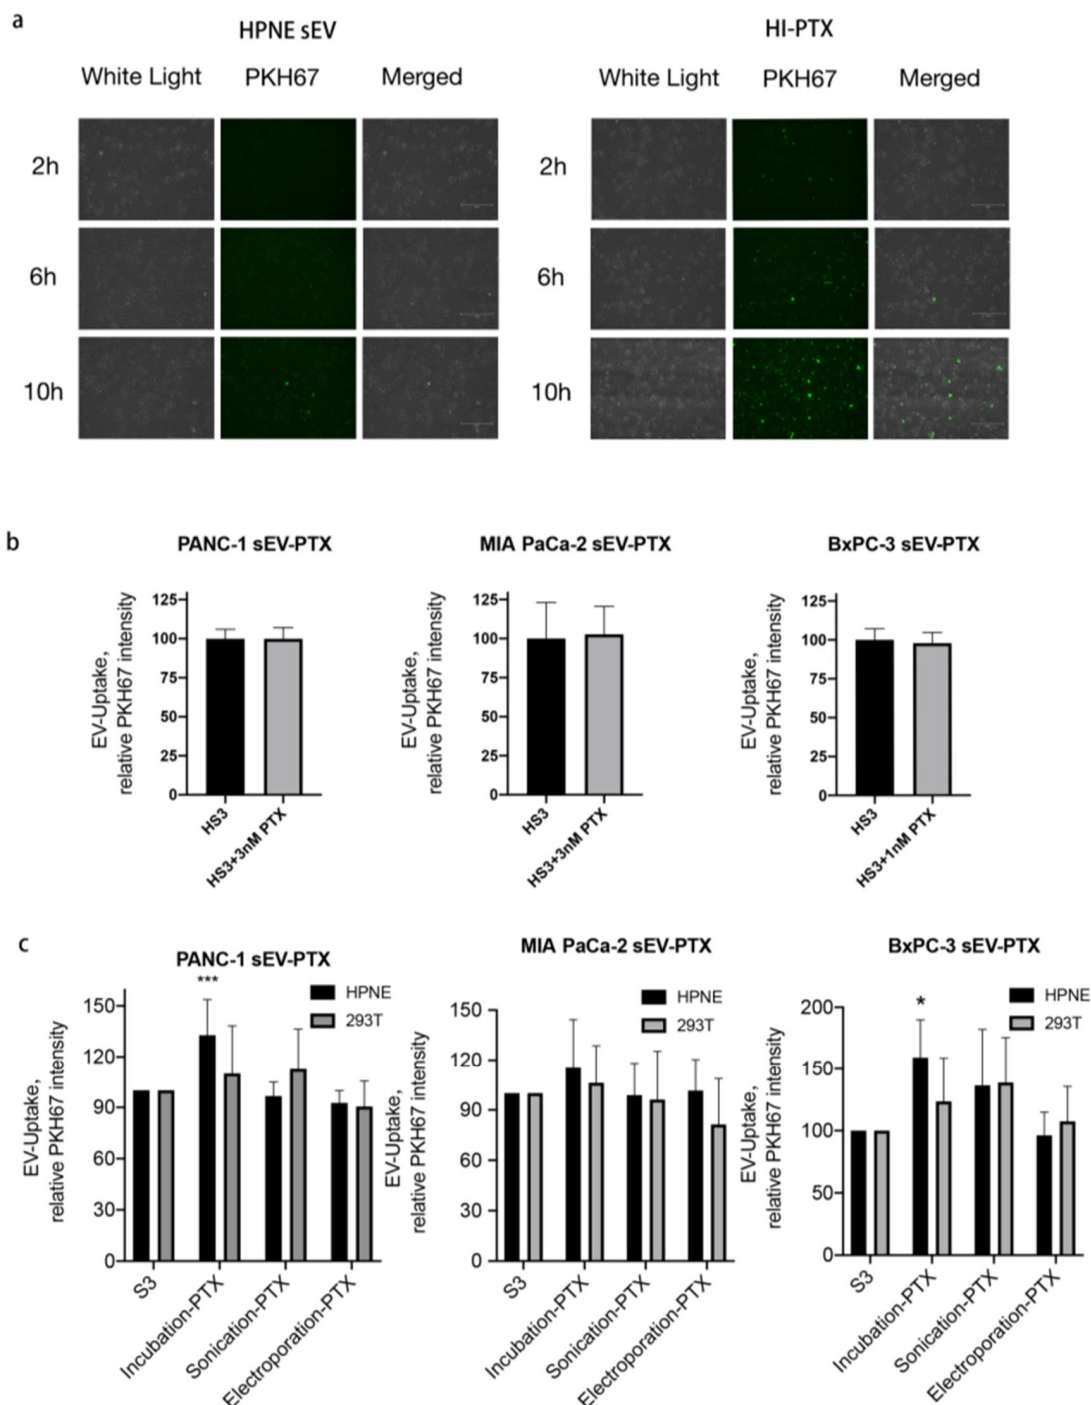 a
HPNE sEV
HI-PTX
White Light PKH67 Merged
White Light PKH67 Merged
2h
2h
6h
6h
10h
10h
b
PANC-1 sEV-PTX
EV-Uptake,
relative PKH67 intensity
125
100
75
50
25
0
HS3
HS3+3nM PTX
MIA PaCa-2 sEV-PTX
EV-Uptake,
relative PKH67 intensity
125
100
75
50
25
0
HS3
HS3+3nM PTX
BxPC-3 sEV-PTX
EV-Uptake,
relative PKH67 intensity
125
100
75
50
25
0
HS3
HS3+1nM PTX
c
PANC-1 sEV-PTX
***
HPNE
293T
EV-Uptake,
relative PKH67 intensity
150
120
90
60
30
0
S3
Incubation-PTX
Sonication-PTX
Electroporation-PTX
MIA PaCa-2 sEV-PTX
HPNE
293T
EV-Uptake,
relative PKH67 intensity
150
120
90
60
30
0
S3
Incubation-PTX
Sonication-PTX
Electroporation-PTX
BxPC-3 sEV-PTX
*
HPNE
293T
EV-Uptake,
relative PKH67 intensity
200
150
100
50
0
S3
Incubation-PTX
Sonication-PTX
Electroporation-PTX